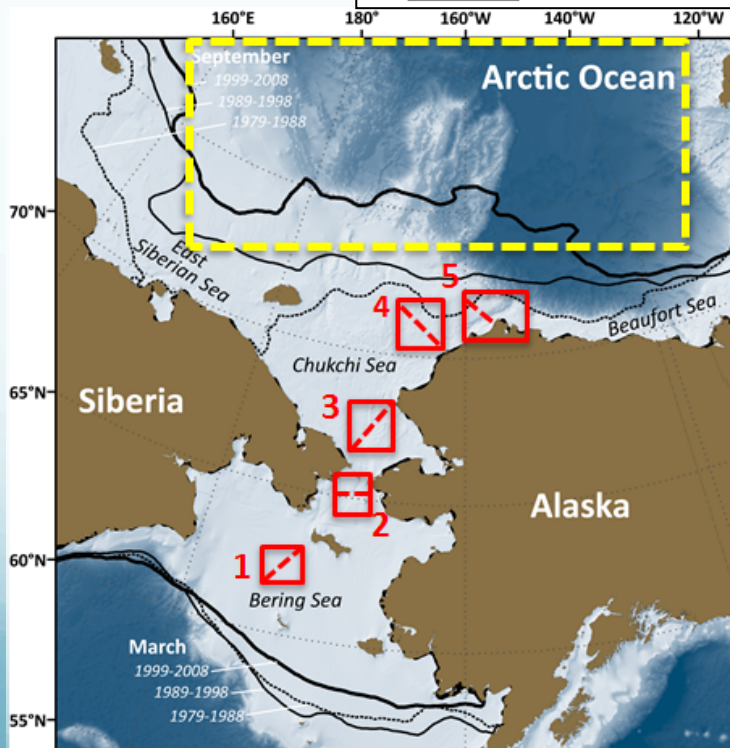 160°E 180° 160°W 140°W 120°W
September
1999-2008
1989-1998
1979-1988
Arctic Ocean
70°N
East
Siberian Sea
5
4
Beaufort Sea
Chukchi Sea
65°N
Siberia
3
Alaska
2
60°N
1
Bering Sea
March
1999-2008
1989-1998
1979-1988
55°N